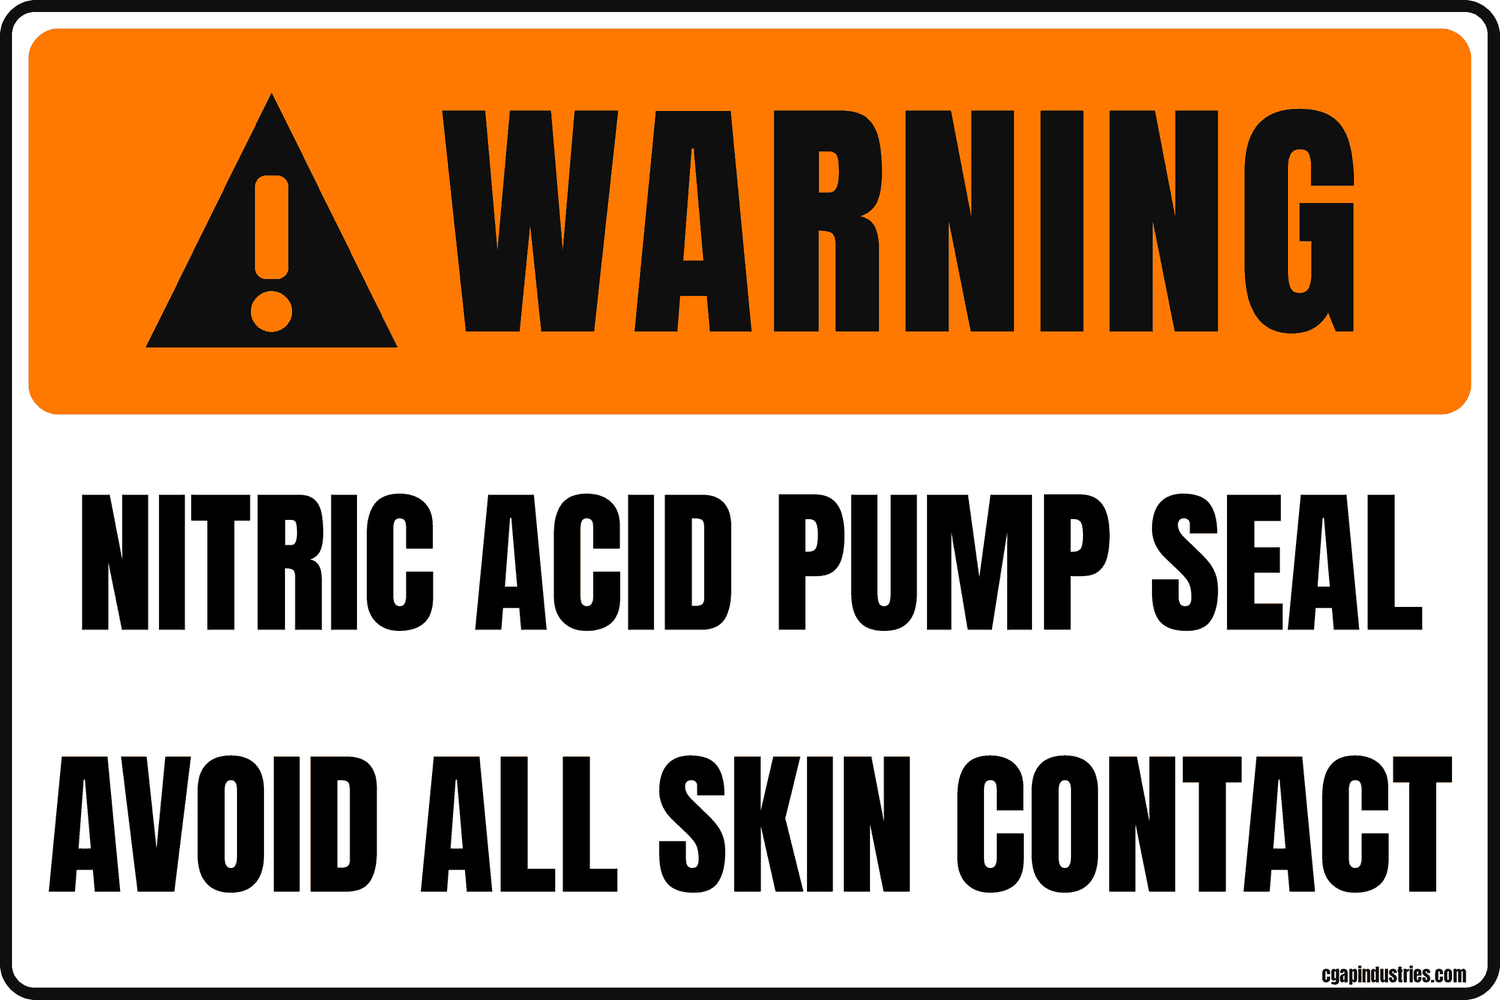 WARNING
NITRIC ACID PUMP SEAL
AVOID ALL SKIN CONTACT
cgapindustries.com